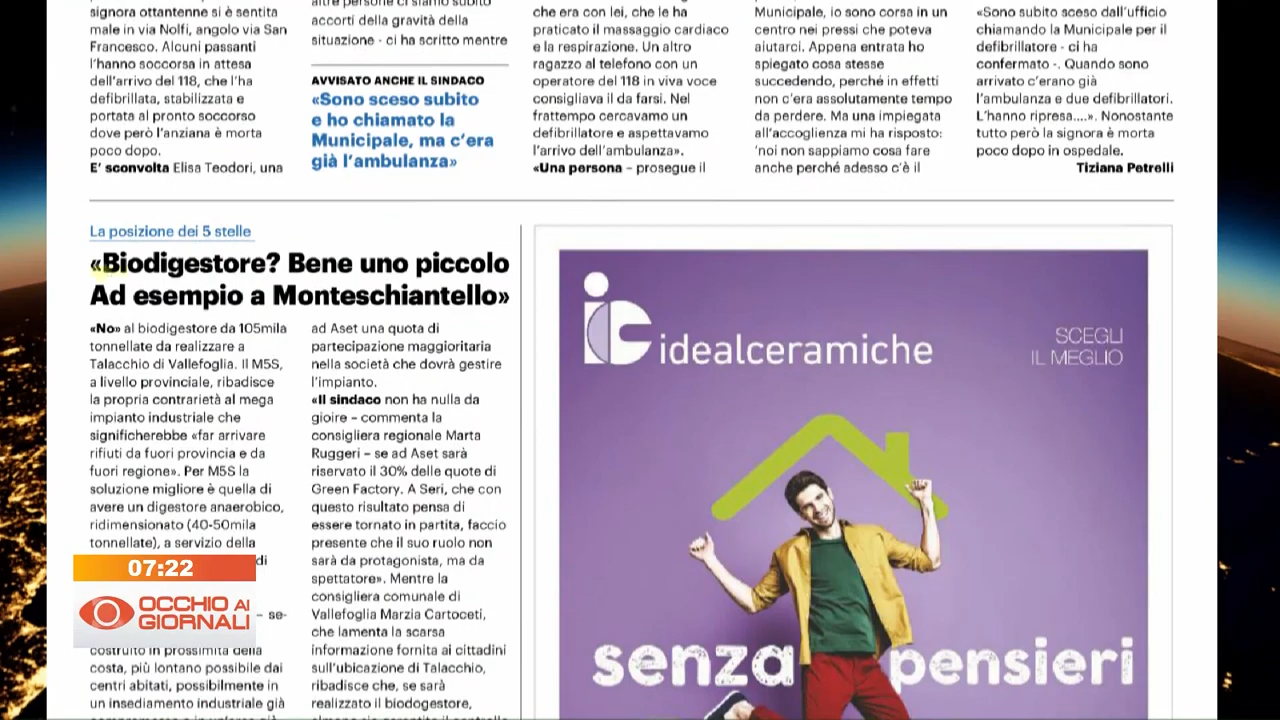 signora ottantenne si è sentita
male in via Nolfi, angolo via San
Francesco. Alcuni passanti
l'hanno soccorsa in attesa
dell'arrivo del 118, che l'ha
defibrillata, stabilizzata e
portata al pronto soccorso
dove però l'anziana è morta
poco dopo.
E' sconvolta Elisa Teodori, una
altre persone ci siamo subito
accorti della gravità della
situazione - ci ha scritto mentre
AVVISATO ANCHE IL SINDACO
«Sono sceso subito
e ho chiamato la
Municipale, ma c'era
già l'ambulanza»
che era con lei, che le ha
praticato il massaggio cardiaco
e la respirazione. Un altro
ragazzo al telefono con un
operatore del 118 in viva voce
consigliava il da farsi. Nel
frattempo cercavamo un
defibrillatore e aspettavamo
l'arrivo dell'ambulanza».
«Una persona – prosegue il
Municipale, io sono corsa in un
centro nei pressi che poteva
aiutarci. Appena entrata ho
spiegato cosa stesse
succedendo, perché in effetti
non c'era assolutamente tempo
da perdere. Ma una impiegata
all'accoglienza mi ha risposto:
'noi non sappiamo cosa fare
anche perché adesso c'è il
«Sono subito sceso dall'ufficio
chiamando la Municipale per il
defibrillatore - ci ha
confermato -. Quando sono
arrivato c'erano già
l'ambulanza e due defibrillatori.
L'hanno ripresa....». Nonostante
tutto però la signora è morta
poco dopo in ospedale.
Tiziana Petrelli
La posizione dei 5 stelle
«Biodigestore? Bene uno piccolo
Ad esempio a Monteschiantello»
«No» al biodigestore da 105mila
tonnellate da realizzare a
Talacchio di Vallefoglia. Il M5S,
a livello provinciale, ribadisce
la propria contrarietà al mega
impianto industriale che
significherebbe «far arrivare
rifiuti da fuori provincia e da
fuori regione». Per M5S la
soluzione migliore è quella di
avere un digestore anaerobico,
ridimensionato (40-50mila
tonnellate), a servizio della
di
– se-
costruito in prossimità della
costa, più lontano possibile dai
centri abitati, possibilmente in
un insediamento industriale già
ad Aset una quota di
partecipazione maggioritaria
nella società che dovrà gestire
l'impianto.
«Il sindaco non ha nulla da
gioire – commenta la
consigliera regionale Marta
Ruggeri – se ad Aset sarà
riservato il 30% delle quote di
Green Factory. A Seri, che con
questo risultato pensa di
essere tornato in partita, faccio
presente che il suo ruolo non
sarà da protagonista, ma da
spettatore». Mentre la
consigliera comunale di
Vallefoglia Marzia Cartoceti,
che lamenta la scarsa
informazione fornita ai cittadini
sull'ubicazione di Talacchio,
ribadisce che, se sarà
realizzato il biodogestore,
ic idealceramiche
SCEGLI
IL MEGLIO
senza pensieri
07:22
OCCHIO AI
GIORNALI